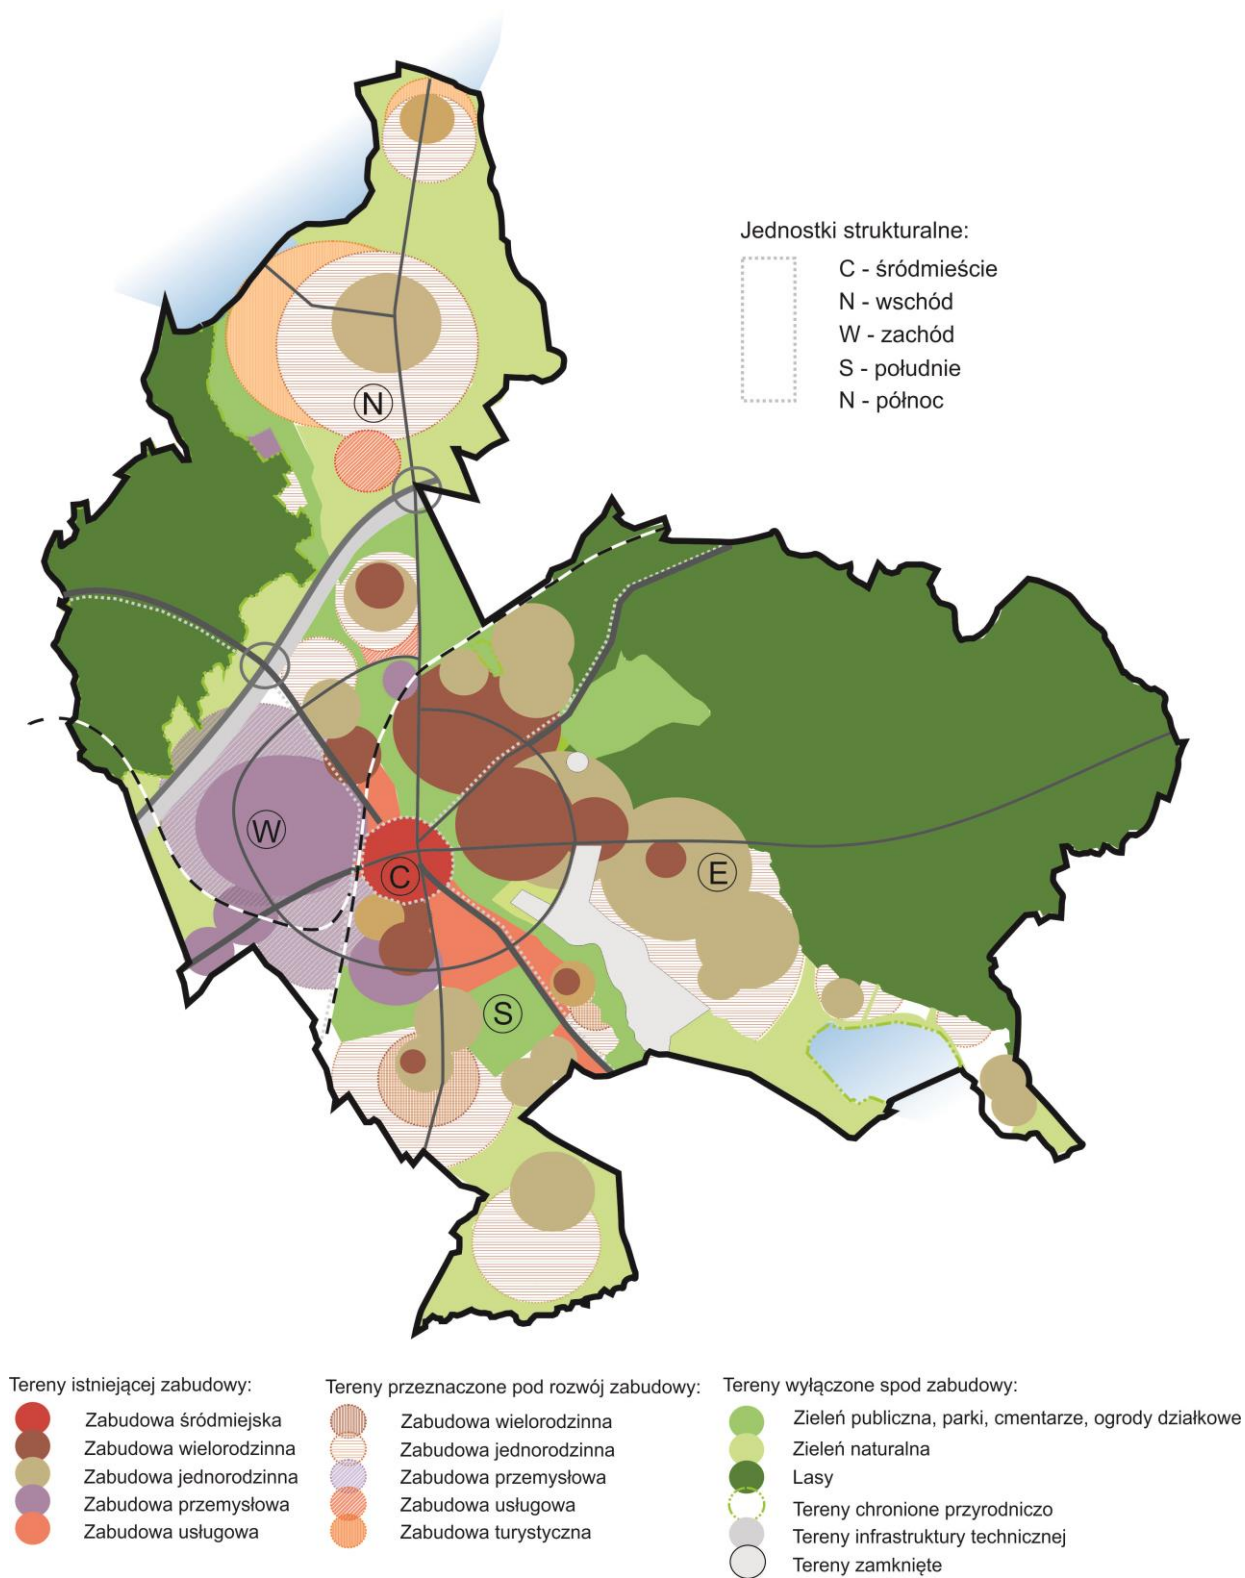 Jednostki strukturalne:
C - śródmieście
N - wschód
W - zachód
S - południe
N - północ
N
W
C
E
S
Tereny istniejącej zabudowy:
Zabudowa śródmiejska
Zabudowa wielorodzinna
Zabudowa jednorodzinna
Zabudowa przemysłowa
Zabudowa usługowa
Tereny przeznaczone pod rozwój zabudowy:
Zabudowa wielorodzinna
Zabudowa jednorodzinna
Zabudowa przemysłowa
Zabudowa usługowa
Zabudowa turystyczna
Tereny wyłączone spod zabudowy:
Zieleń publiczna, parki, cmentarze, ogrody działkowe
Zieleń naturalna
Lasy
Tereny chronione przyrodniczo
Tereny infrastruktury technicznej
Tereny zamknięte